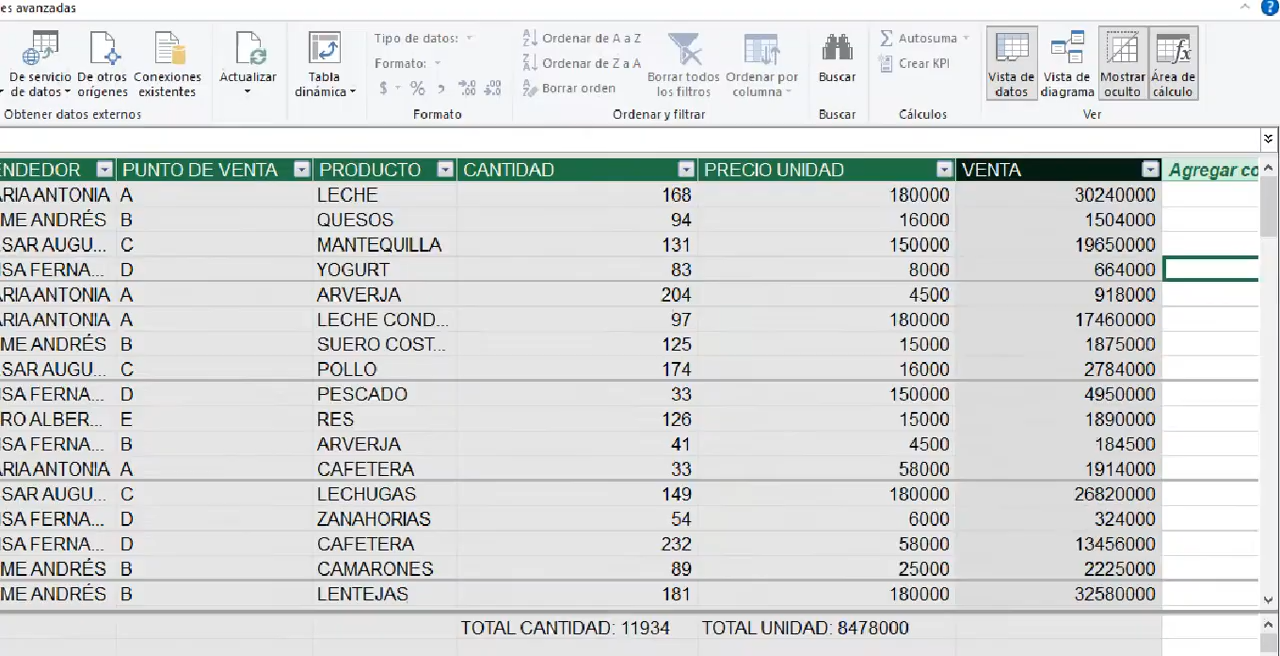 es avanzadas
De servicio de datos
De otros orígenes
Conexiones existentes
Obtener datos externos
Actualizar
Tabla dinámica
Tipo de datos:
Formato:
$ % , ,00 ,00
Formato
Ordenar de A a Z
Ordenar de Z a A
Borrar orden
Borrar todos los filtros
Ordenar por columna
Ordenar y filtrar
Buscar
Buscar
Autosuma
Crear KPI
Cálculos
Vista de datos
Vista de diagrama
Mostrar oculto
Área de cálculo
Ver
ENDEDOR PUNTO DE VENTA PRODUCTO CANTIDAD PRECIO UNIDAD VENTA Agregar co
ARIA ANTONIA A LECHE 168 180000 30240000
ME ANDRÉS B QUESOS 94 16000 1504000
SAR AUGU... C MANTEQUILLA 131 150000 19650000
SA FERNA... D YOGURT 83 8000 664000
ARIA ANTONIA A ARVERJA 204 4500 918000
ARIA ANTONIA A LECHE COND... 97 180000 17460000
ME ANDRÉS B SUERO COST... 125 15000 1875000
SAR AUGU... C POLLO 174 16000 2784000
SA FERNA... D PESCADO 33 150000 4950000
RO ALBER... E RES 126 15000 1890000
SA FERNA... B ARVERJA 41 4500 184500
ARIA ANTONIA A CAFETERA 33 58000 1914000
SAR AUGU... C LECHUGAS 149 180000 26820000
SA FERNA... D ZANAHORIAS 54 6000 324000
SA FERNA... D CAFETERA 232 58000 13456000
ME ANDRÉS B CAMARONES 89 25000 2225000
ME ANDRÉS B LENTEJAS 181 180000 32580000
TOTAL CANTIDAD: 11934 TOTAL UNIDAD: 8478000